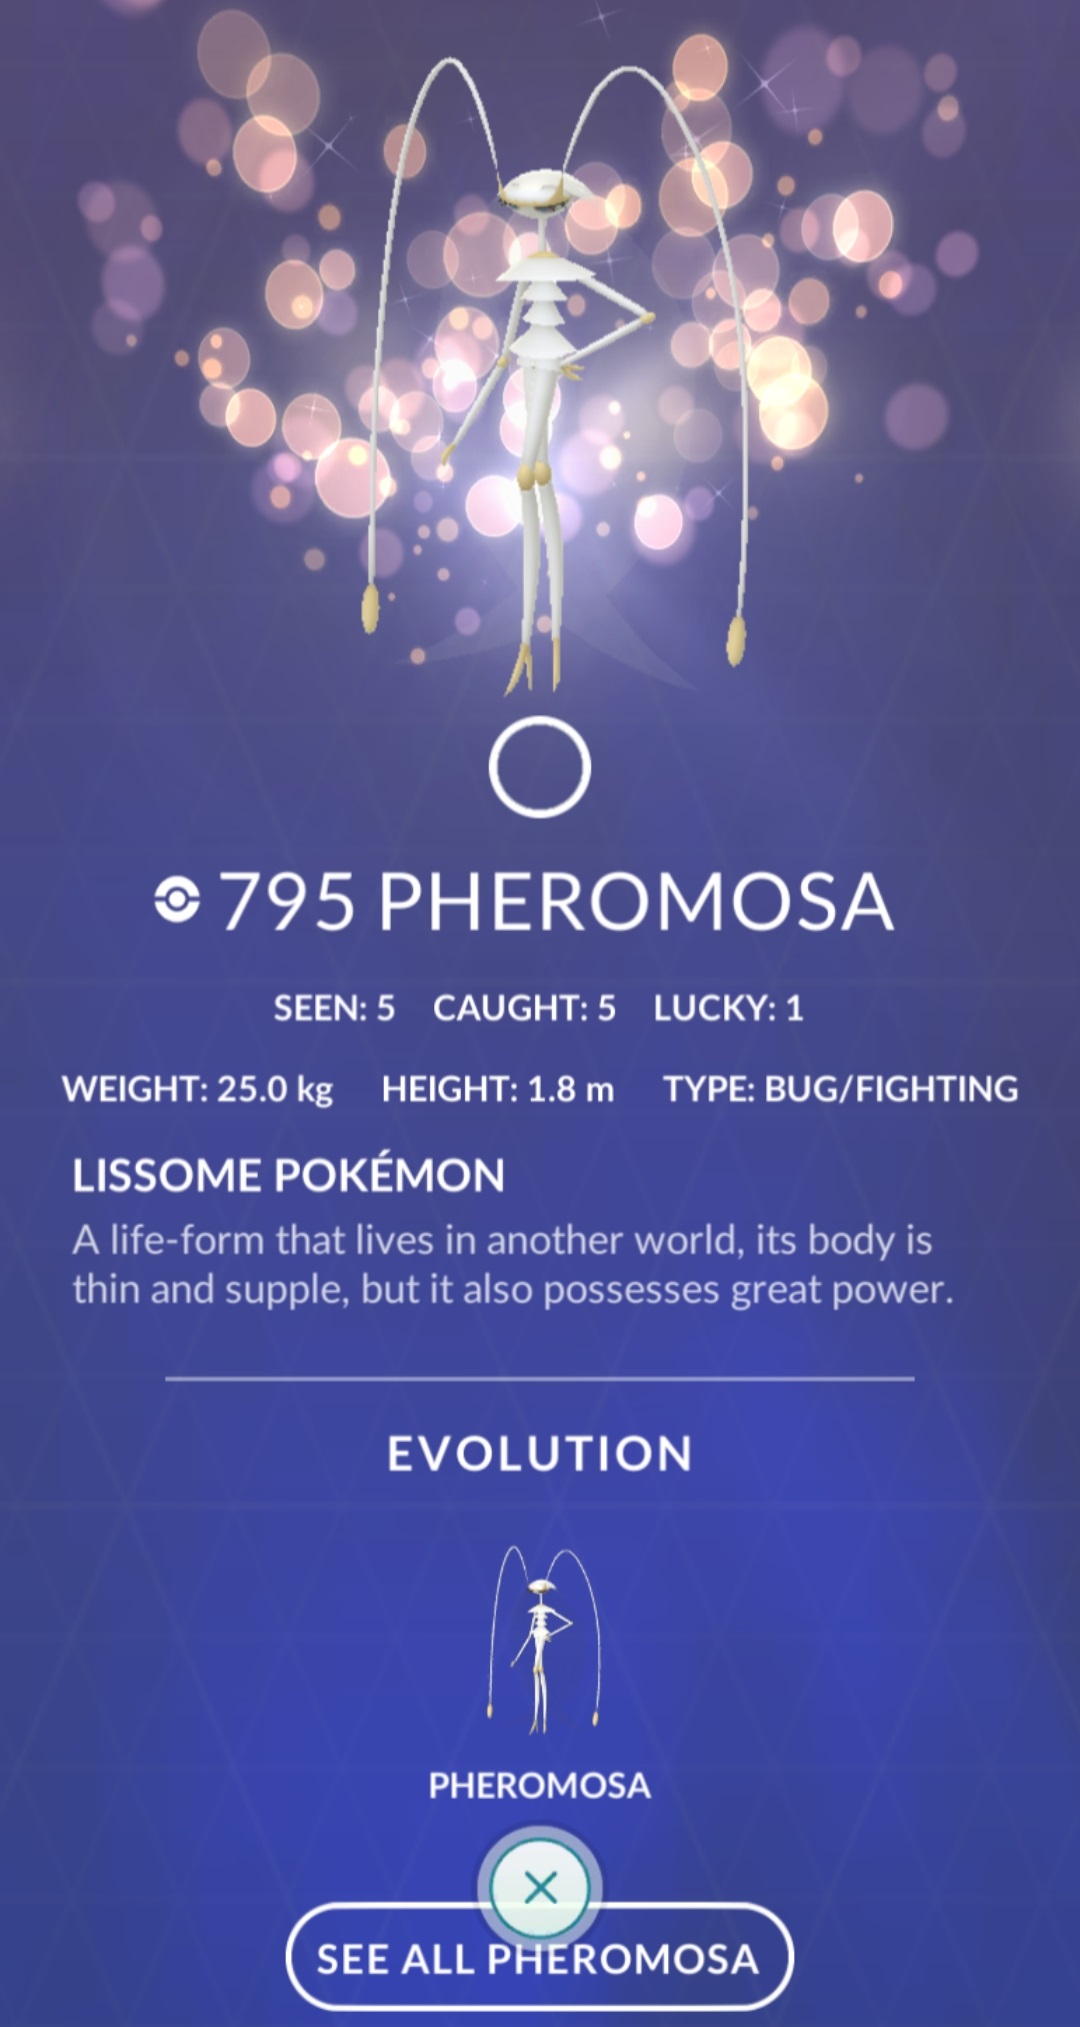 795 PHEROMOSA
SEEN: 5 CAUGHT: 5 LUCKY: 1
WEIGHT: 25.0 kg HEIGHT: 1.8 m TYPE: BUG/FIGHTING
LISSOME POKÉMON
A life-form that lives in another world, its body is
thin and supple, but it also possesses great power.
EVOLUTION
PHEROMOSA
SEE ALL PHEROMOSA